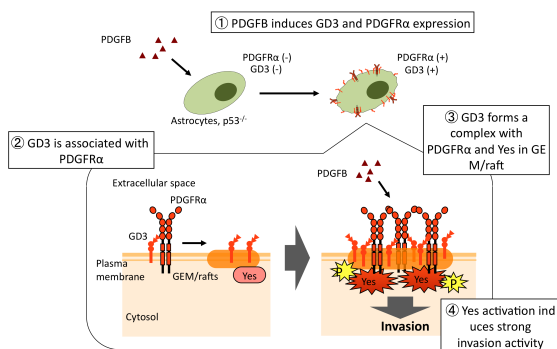 ① PDGFB induces GD3 and PDGFRα expression
PDGFB
PDGFRα (-)
GD3 (-)
PDGFRα (+)
GD3 (+)
Astrocytes, p53-/-
② GD3 is associated with
PDGFRα
③ GD3 forms a
complex with
PDGFRα and Yes in GE
M/raft
Extracellular space
PDGFRα
GD3
Plasma
membrane
GEM/rafts
Yes
Cytosol
PDGFB
P
Yes
Yes
P
Invasion
④ Yes activation ind
uces strong
invasion activity